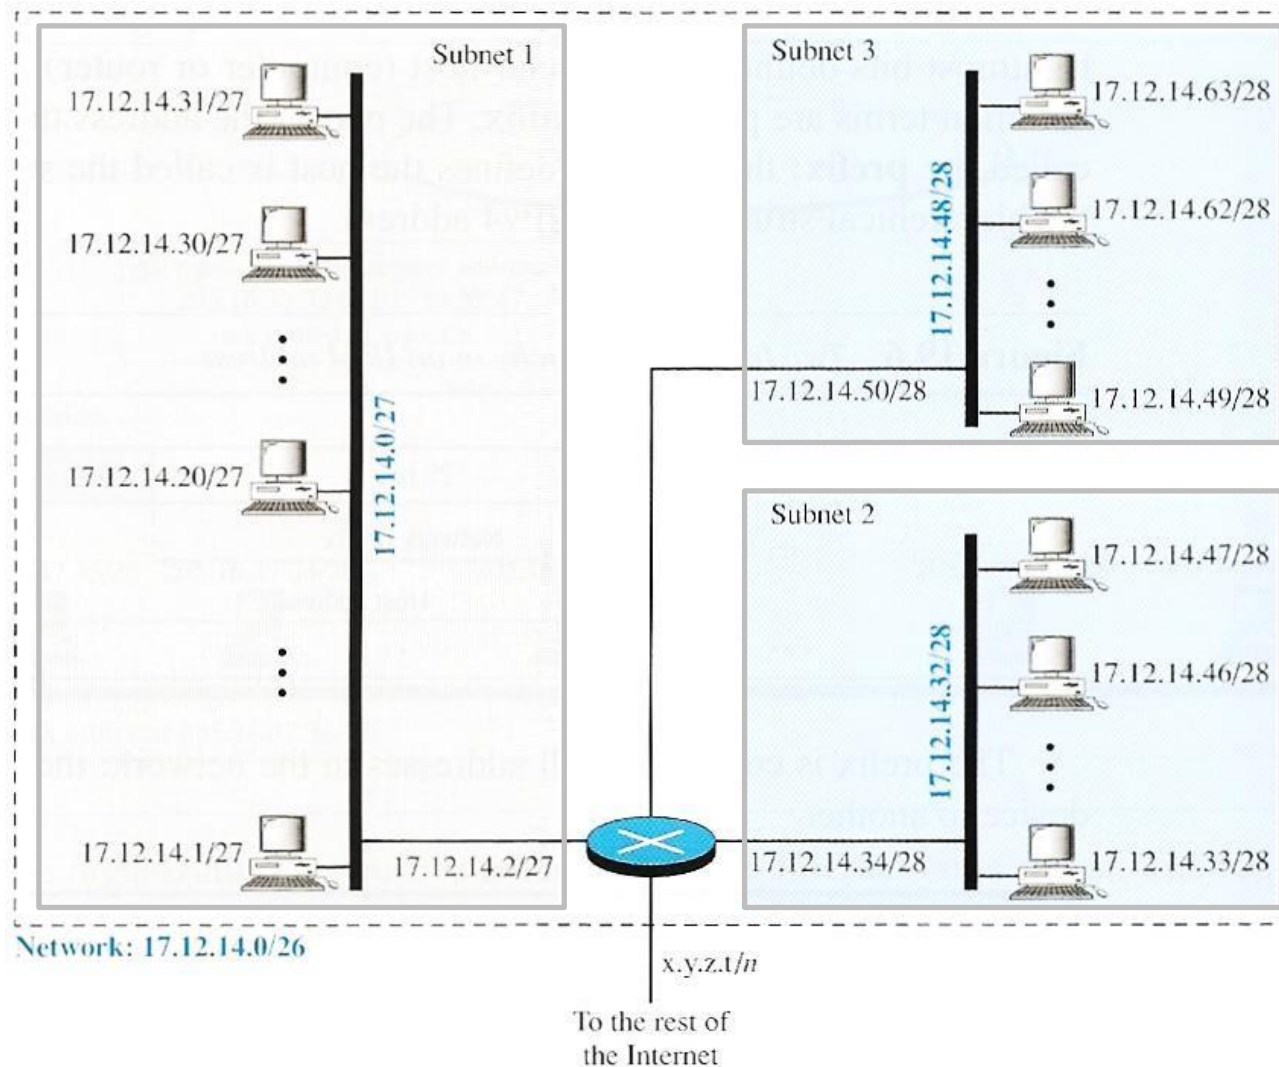 Subnet 1
17.12.14.31/27
17.12.14.30/27
17.12.14.20/27
17.12.14.1/27
17.12.14.0/27
17.12.14.2/27
Subnet 3
17.12.14.63/28
17.12.14.62/28
17.12.14.49/28
17.12.14.48/28
17.12.14.50/28
Subnet 2
17.12.14.47/28
17.12.14.46/28
17.12.14.33/28
17.12.14.32/28
17.12.14.34/28
Network: 17.12.14.0/26
x.y.z.t/n
To the rest of
the Internet